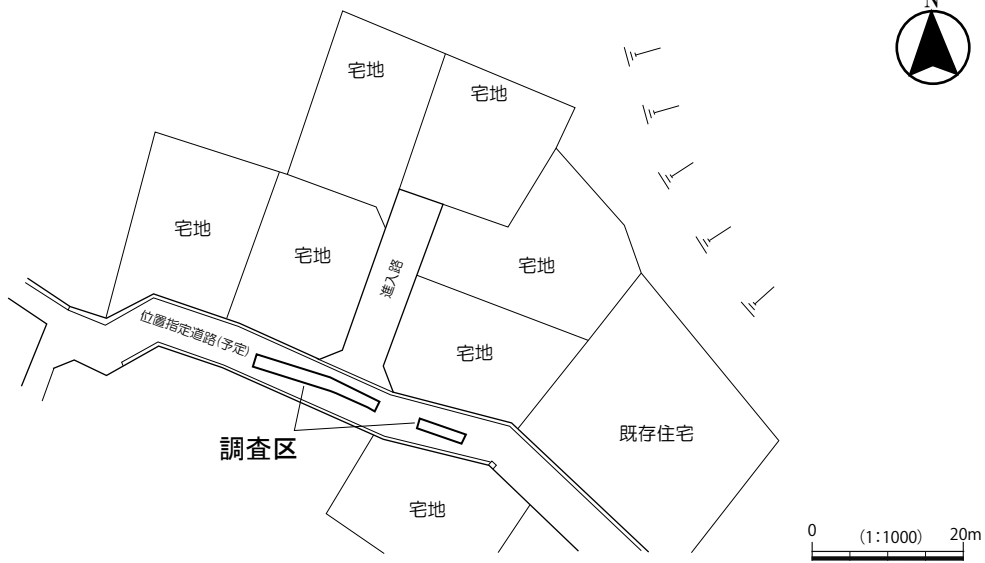 N
宅地
宅地
宅地
宅地
宅地
進入路
位置指定道路(予定)
宅地
既存住宅
調査区
宅地
0 (1:1000) 20m